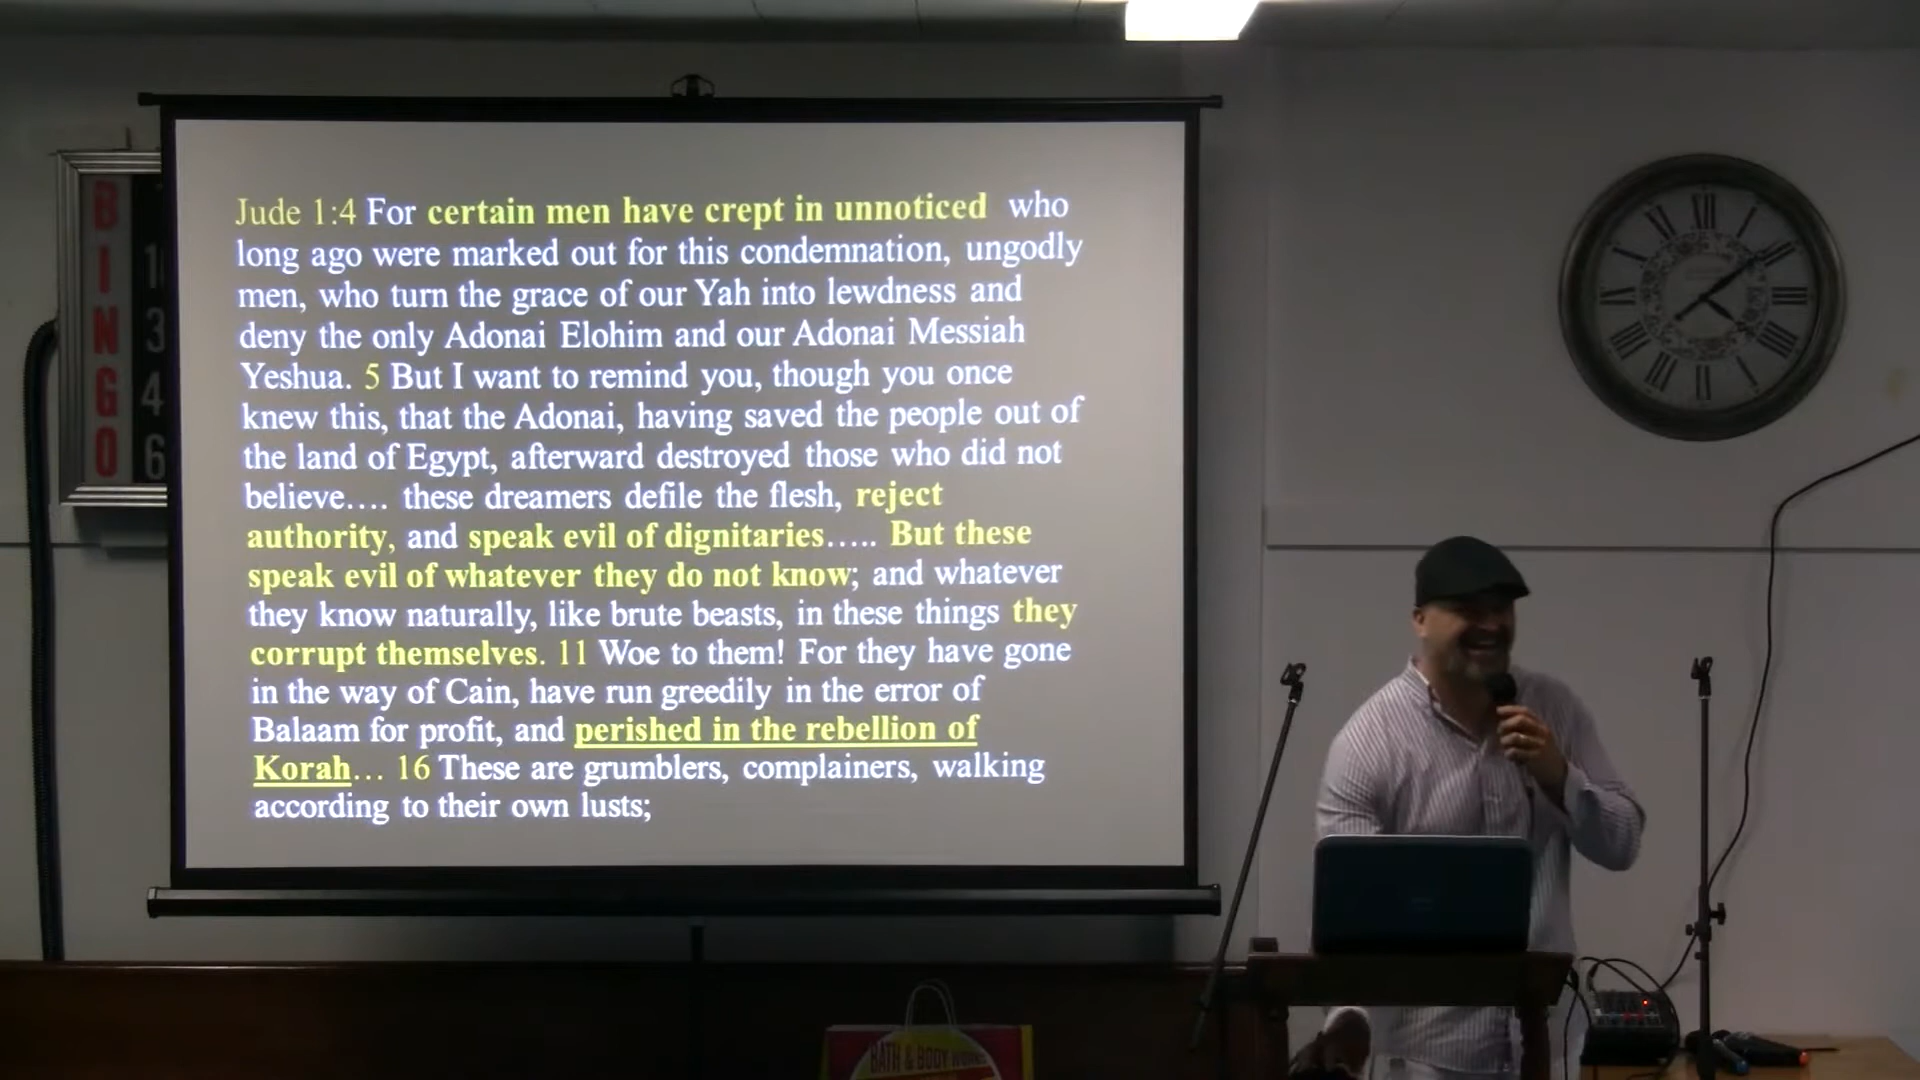 Jude 1:4 For certain men have crept in unnoticed who
long ago were marked out for this condemnation, ungodly
men, who turn the grace of our Yah into lewdness and
deny the only Adonai Elohim and our Adonai Messiah
Yeshua. 5 But I want to remind you, though you once
knew this, that the Adonai, having saved the people out of
the land of Egypt, afterward destroyed those who did not
believe…. these dreamers defile the flesh, reject
authority, and speak evil of dignitaries….. But these
speak evil of whatever they do not know; and whatever
they know naturally, like brute beasts, in these things they
corrupt themselves. 11 Woe to them! For they have gone
in the way of Cain, have run greedily in the error of
Balaam for profit, and perished in the rebellion of
Korah… 16 These are grumblers, complainers, walking
according to their own lusts;
BINGO
3
4
6
XII
BATH & BODY WORKS